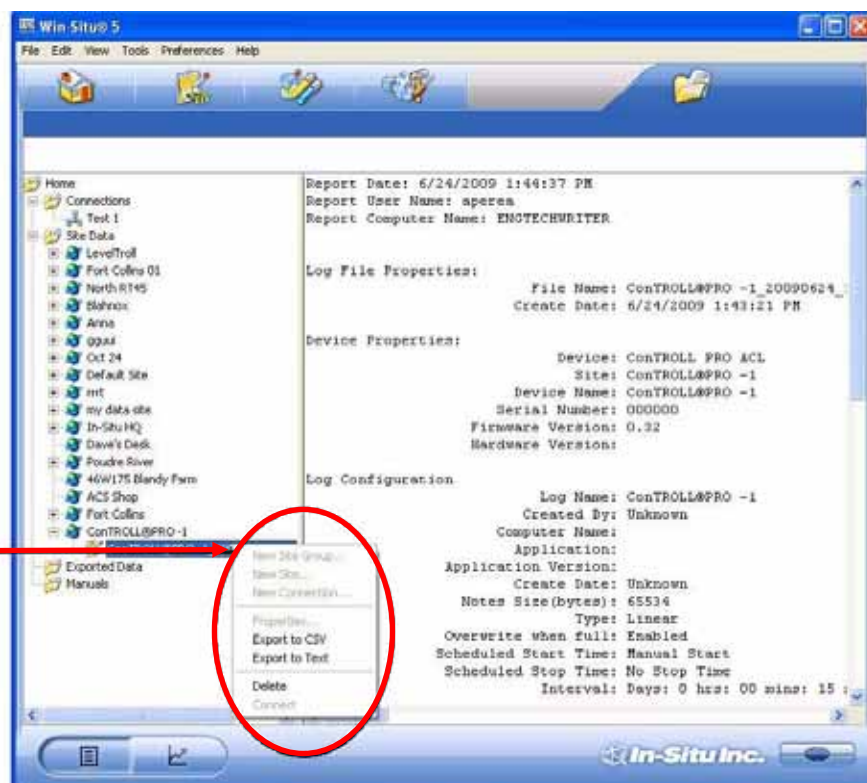 Win-Situ® 5
File Edit View Tools Preferences Help
Home
Connections
Test 1
Site Data
LevelTroll
Fort Collins 01
North RT45
Blahnox
Anna
gguui
Oct 24
Default Site
mrt
my data site
In-Situ HQ
Dave's Desk
Poudre River
46W175 Blandy Farm
ACS Shop
Fort Collins
ConTROLL®PRO -1
Exported Data
Manuals
New Site Group...
New Site...
New Connection...
Properties...
Export to CSV
Export to Text
Delete
Connect
Report Date: 6/24/2009 1:44:37 PM
Report User Name: aperea
Report Computer Name: ENGTECHWRITER
Log File Properties:
File Name: ConTROLL®PRO -1_20090624_
Create Date: 6/24/2009 1:43:21 PM
Device Properties:
Device: ConTROLL PRO ACL
Site: ConTROLL®PRO -1
Device Name: ConTROLL®PRO -1
Serial Number: 000000
Firmware Version: 0.32
Hardware Version:
Log Configuration
Log Name: ConTROLL®PRO -1
Created By: Unknown
Computer Name:
Application:
Application Version:
Create Date: Unknown
Notes Size(bytes): 65534
Type: Linear
Overwrite when full: Enabled
Scheduled Start Time: Manual Start
Scheduled Stop Time: No Stop Time
Interval: Days: 0 hrs: 00 mins: 15
In-Situ Inc.